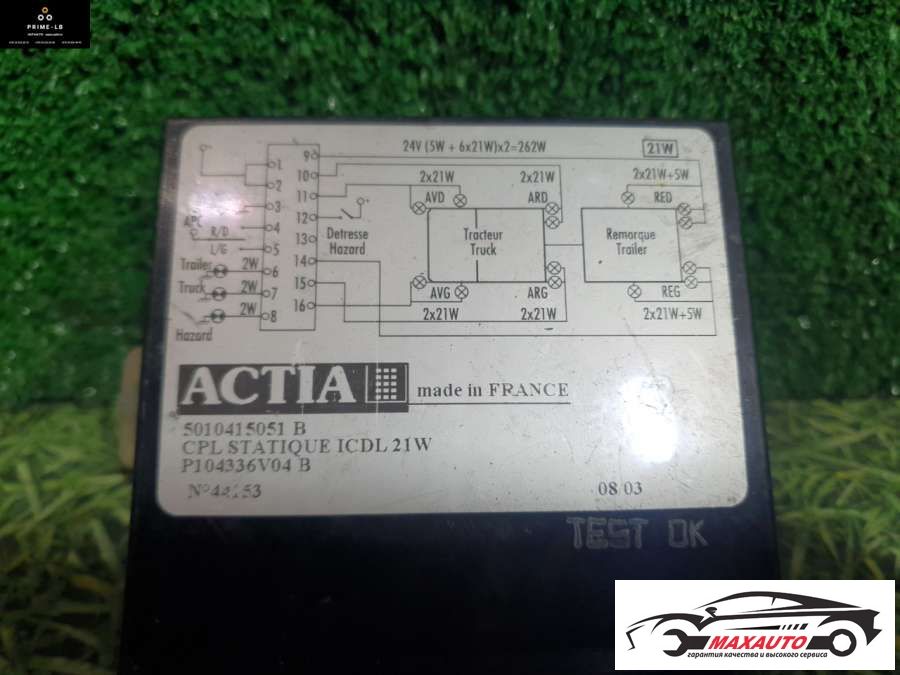 PRIME-LB
24V (5W + 6x21W)x2=262W
21W
2x21W
2x21W
2x21W+5W
AVD
ARD
RED
1
2
3
4
5
6
7
8
9
10
11
12
13
14
15
16
APC
R/D
L/G
Trailer
2W
Truck
2W
2W
Hazard
Detresse
Hazard
Tracteur
Truck
Remarque
Trailer
AVG
ARG
REG
2x21W
2x21W
2x21W+5W
ACTIA
made in FRANCE
5010415051 B
CPL STATIQUE ICDL 21W
P104336V04 B
08 03
TEST OK
MAXAUTO
гарантия качества и высокого сервиса